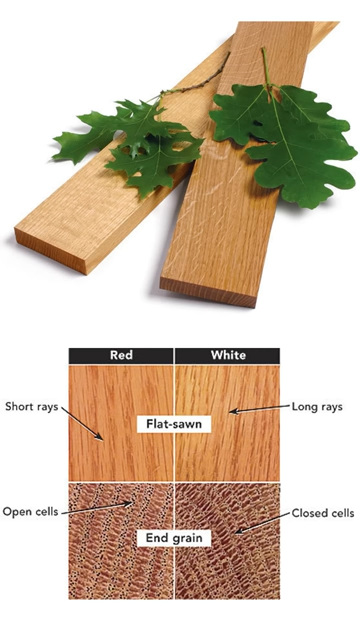 Red
White
Short rays
Long rays
Flat-sawn
Open cells
Closed cells
End grain